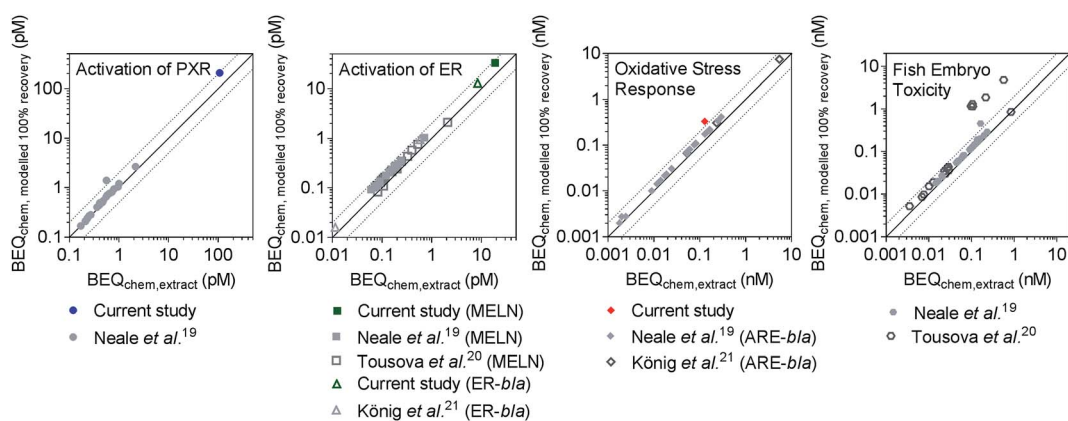 BEQchem, modelled 100% recovery (pM)
Activation of PXR
100
10
1
0.1
0.1 1 10 100
BEQchem,extract (pM)
Current study
Neale et al.19
BEQchem, modelled 100% recovery (pM)
Activation of ER
10
1
0.1
0.01
0.01 0.1 1 10
BEQchem,extract (pM)
Current study (MELN)
Neale et al.19 (MELN)
Tousova et al.20 (MELN)
Current study (ER-bla)
König et al.21 (ER-bla)
BEQchem, modelled 100% recovery (nM)
Oxidative Stress
Response
10
1
0.1
0.01
0.001
0.001 0.01 0.1 1 10
BEQchem,extract (nM)
Current study
Neale et al.19 (ARE-bla)
König et al.21 (ARE-bla)
BEQchem, modelled 100% recovery (nM)
Fish Embryo
Toxicity
10
1
0.1
0.01
0.001
0.001 0.01 0.1 1 10
BEQchem,extract (nM)
Neale et al.19
Tousova et al.20